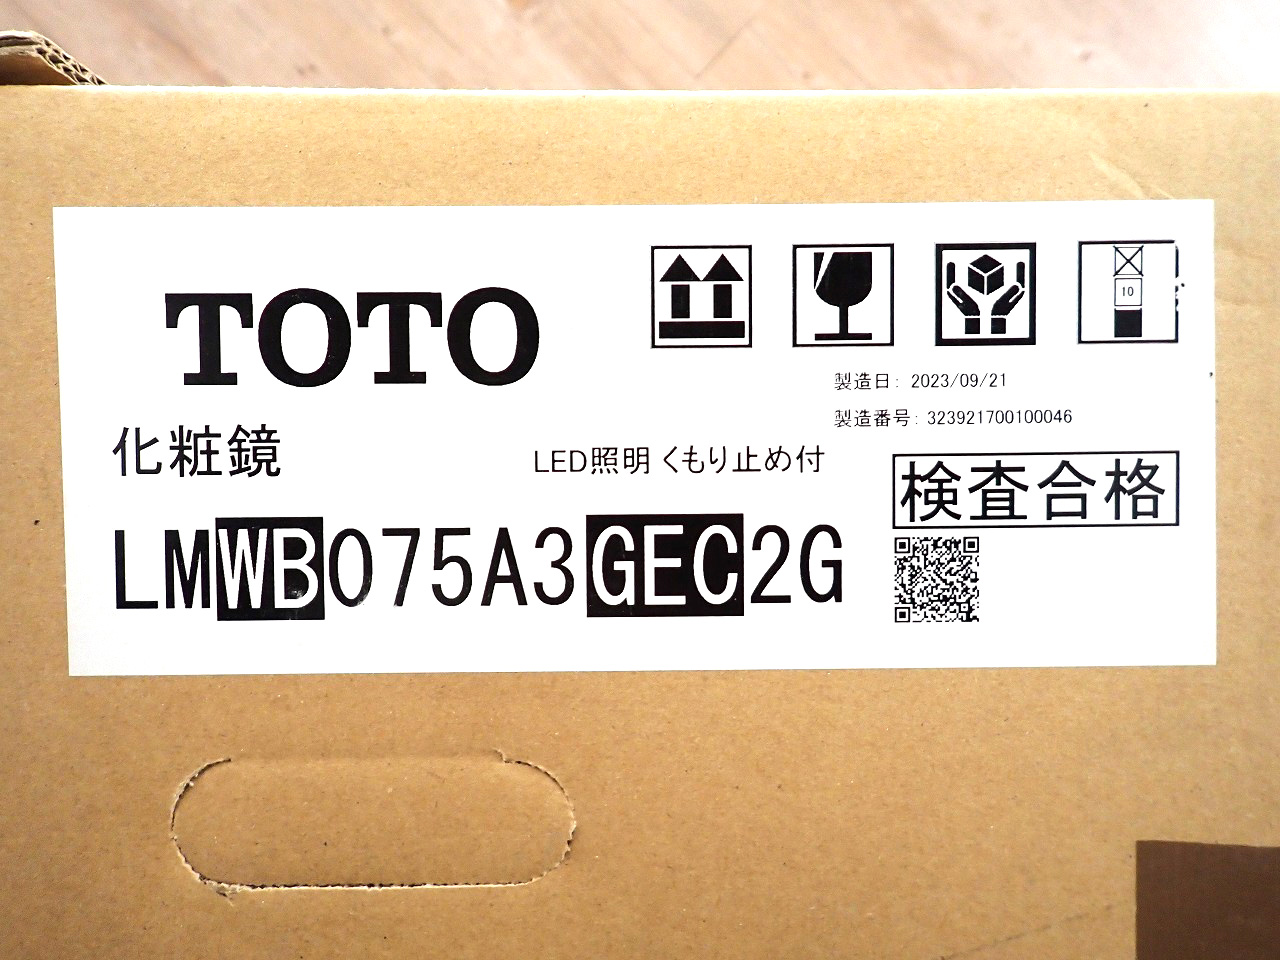 TOTO
10
製造日: 2023/09/21
製造番号: 323921700100046
化粧鏡
LED照明 くもり止め付
検査合格
LMWB075A3GEC2G